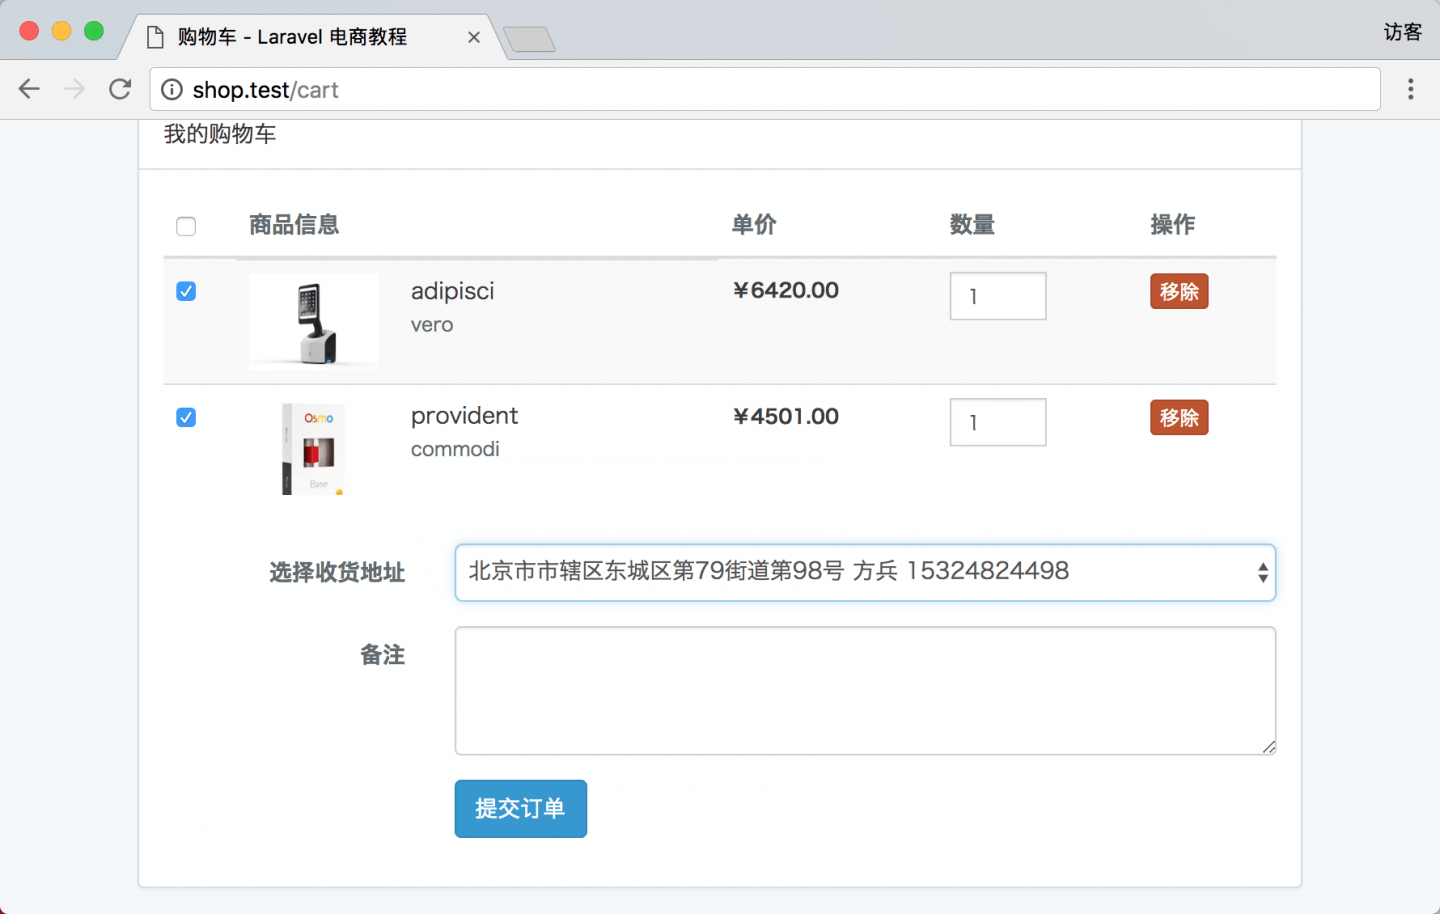 购物车 - Laravel 电商教程
访客
shop.test/cart
我的购物车
商品信息 单价 数量 操作
adipisci ¥6420.00 1 移除
vero
Osmo
Base
provident ¥4501.00 1 移除
commodi
选择收货地址 北京市市辖区东城区第79街道第98号 方兵 15324824498
备注
提交订单